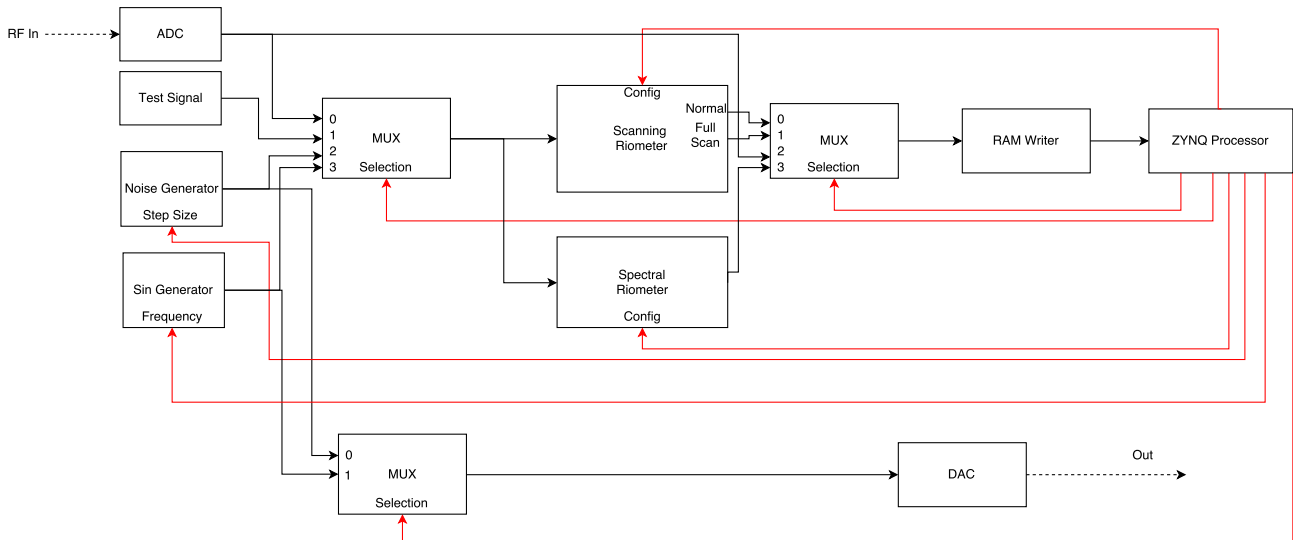 RF In
ADC
Test Signal
Noise Generator
Step Size
Sin Generator
Frequency
0
1
2
3
MUX
Selection
Config
Scanning
Riometer
Normal
Full
Scan
Spectral
Riometer
Config
0
1
2
3
MUX
Selection
RAM Writer
ZYNQ Processor
0
1
MUX
Selection
DAC
Out